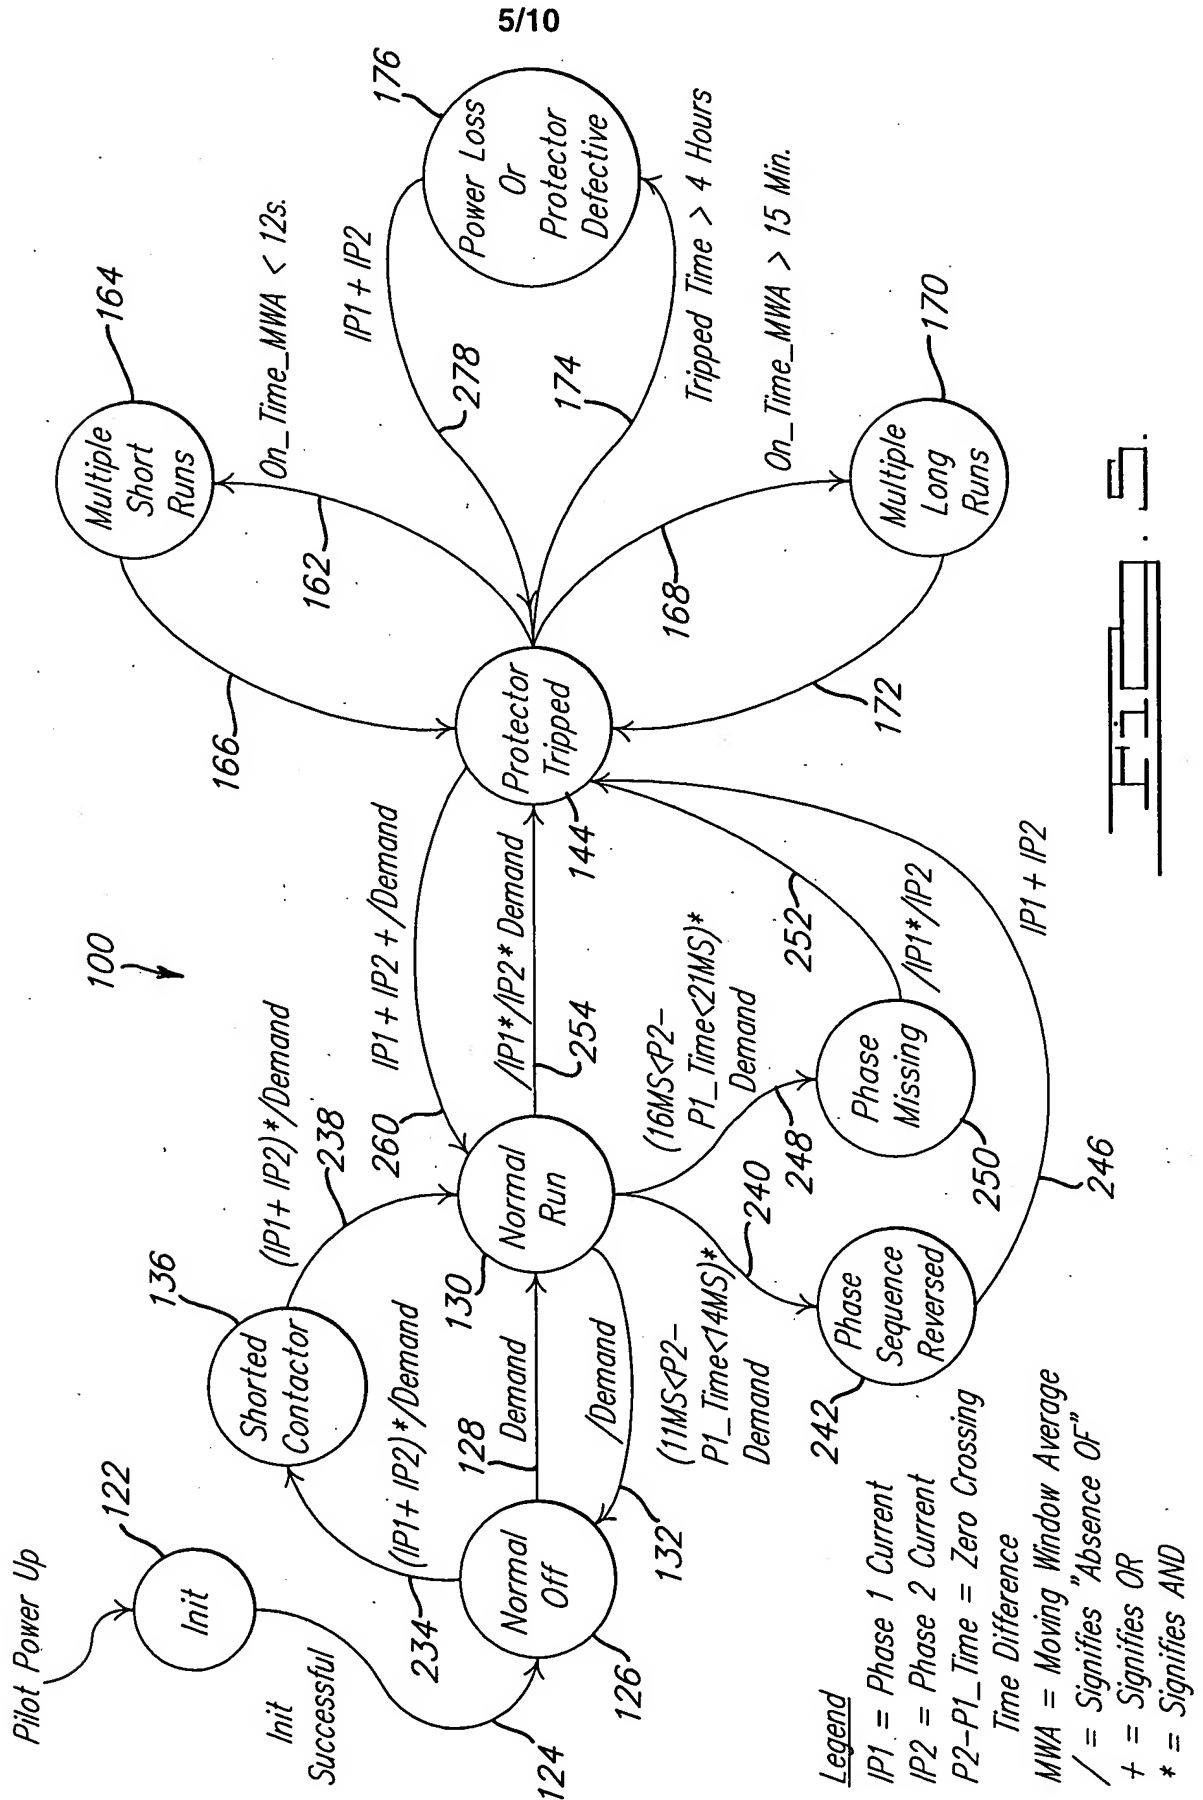 5/10
Pilot Power Up
122
Init
Init
Successful
124
100
136
Shorted
Contactor
(IP1+ IP2)*/Demand
234
(IP1+ IP2)*/Demand
238
Normal
Off
126
Demand
128
/Demand
132
Normal
Run
130
IP1 + IP2 + /Demand
260
/IP1*/IP2* Demand
254
Protector
Tripped
144
(11MS<P2-
P1_Time<14MS)*
Demand
240
Phase
Sequence
Reversed
242
246
IP1 + IP2
(16MS<P2-
P1_Time<21MS)*
Demand
248
Phase
Missing
250
252
/IP1*/IP2
Multiple
Short
Runs
164
166
162
On_Time_MWA < 12s.
Power Loss
Or
Protector
Defective
176
IP1 + IP2
278
174
Tripped Time > 4 Hours
On_Time_MWA > 15 Min.
168
Multiple
Long
Runs
170
172
Legend
IP1 = Phase 1 Current
IP2 = Phase 2 Current
P2-P1_Time = Zero Crossing
Time Difference
MWA = Moving Window Average
/ = Signifies "Absence OF"
+ = Signifies OR
* = Signifies AND
FIG. 5.